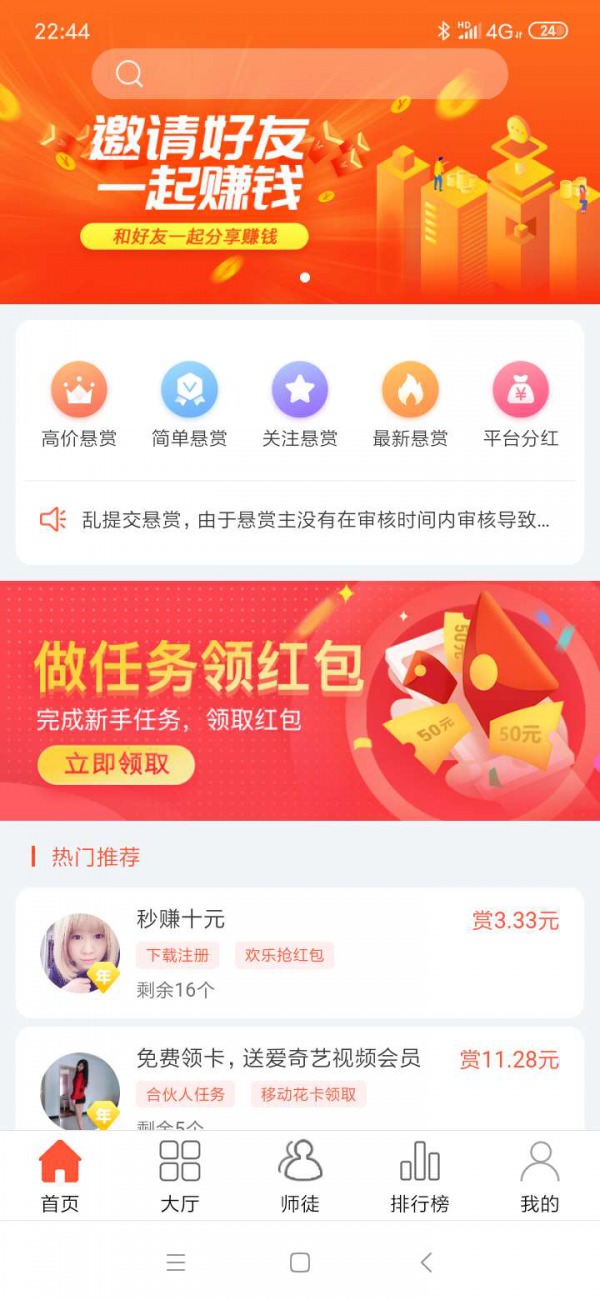 22:44
HD 4G 24
邀请好友
一起赚钱
和好友一起分享赚钱
高价悬赏 简单悬赏 关注悬赏 最新悬赏 平台分红
乱提交悬赏，由于悬赏主没有在审核时间内审核导致...
做任务领红包
完成新手任务，领取红包
立即领取
50元
50元
50元
热门推荐
秒赚十元 赏3.33元
下载注册 欢乐抢红包
年
剩余16个
免费领卡，送爱奇艺视频会员 赏11.28元
合伙人任务 移动花卡领取
年
剩余5个
首页 大厅 师徒 排行榜 我的